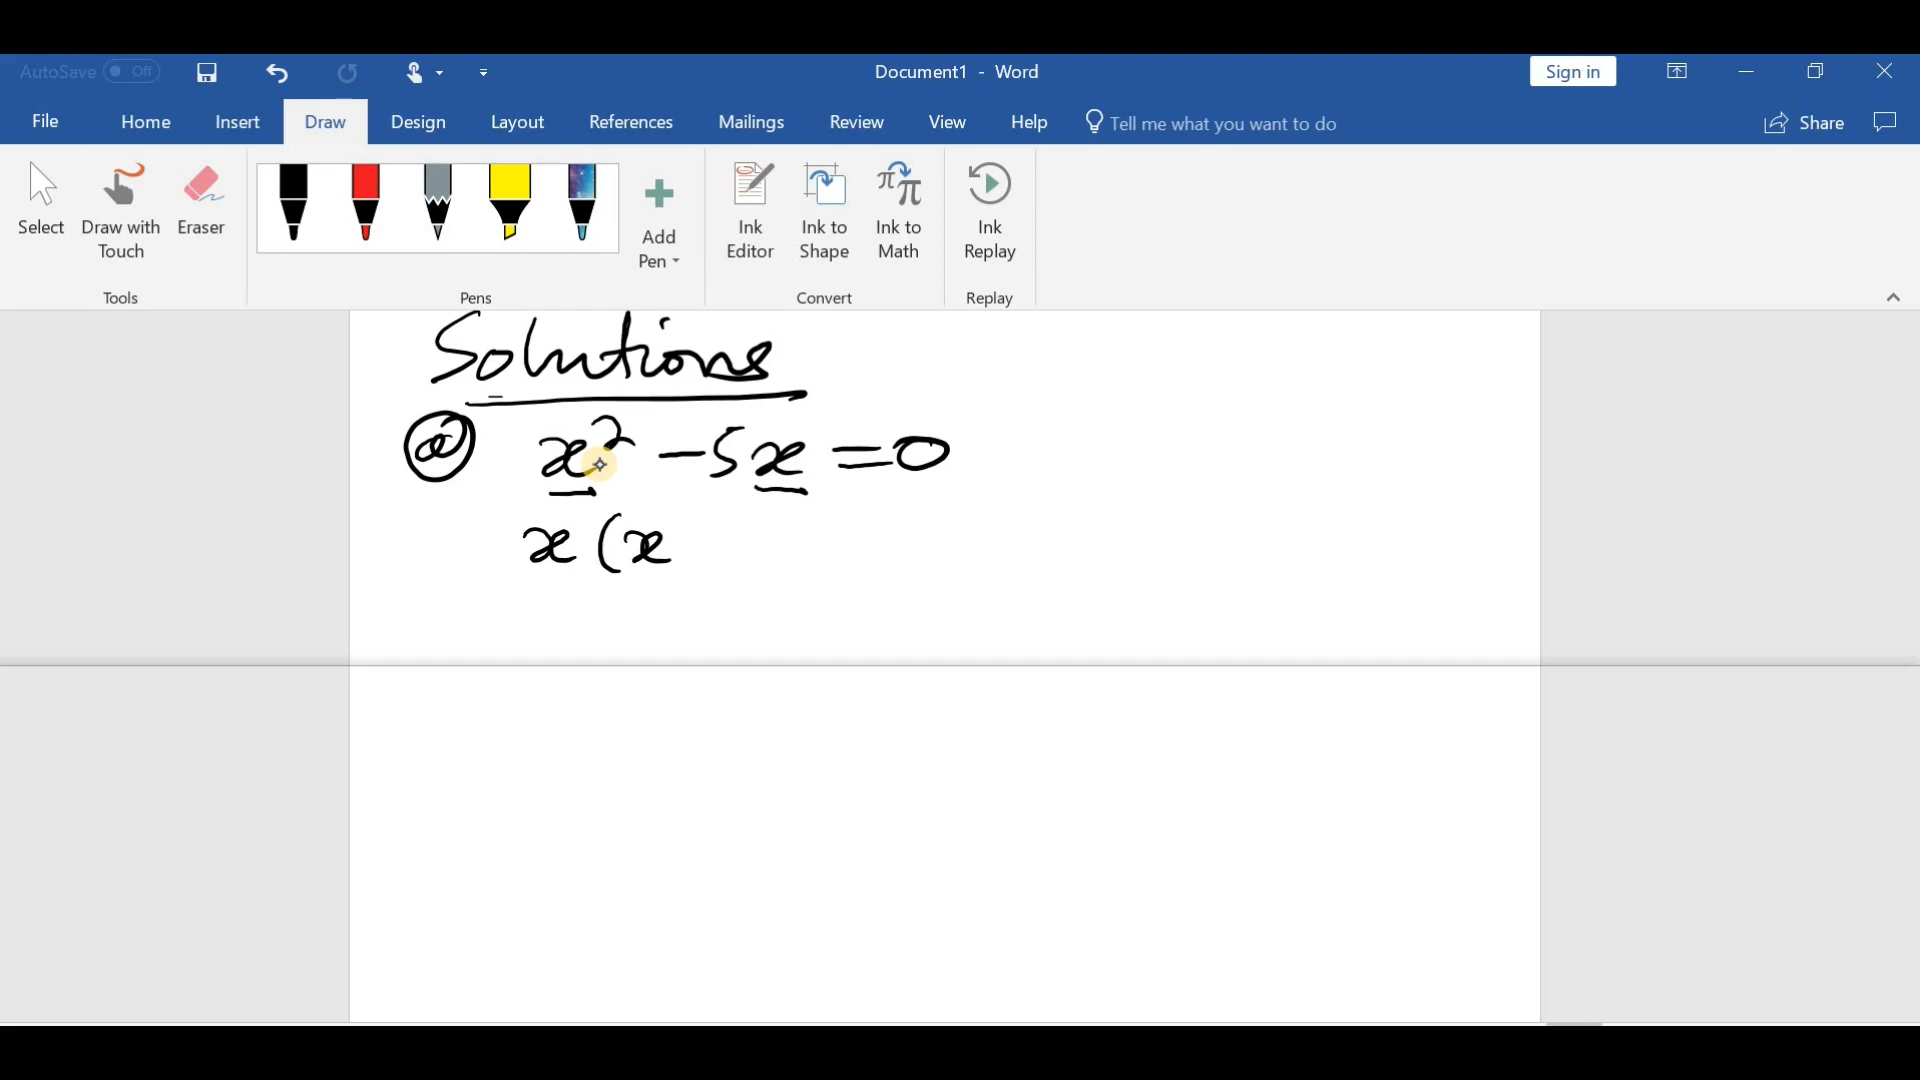 AutoSave Off
Document1 - Word
Sign in
File Home Insert Draw Design Layout References Mailings Review View Help Tell me what you want to do Share
Select Draw with Touch Eraser
Add Pen
Ink Editor Ink to Shape Ink to Math
Ink Replay
Tools Pens Convert Replay
Solutions
(a) x² - 5x = 0
x (x